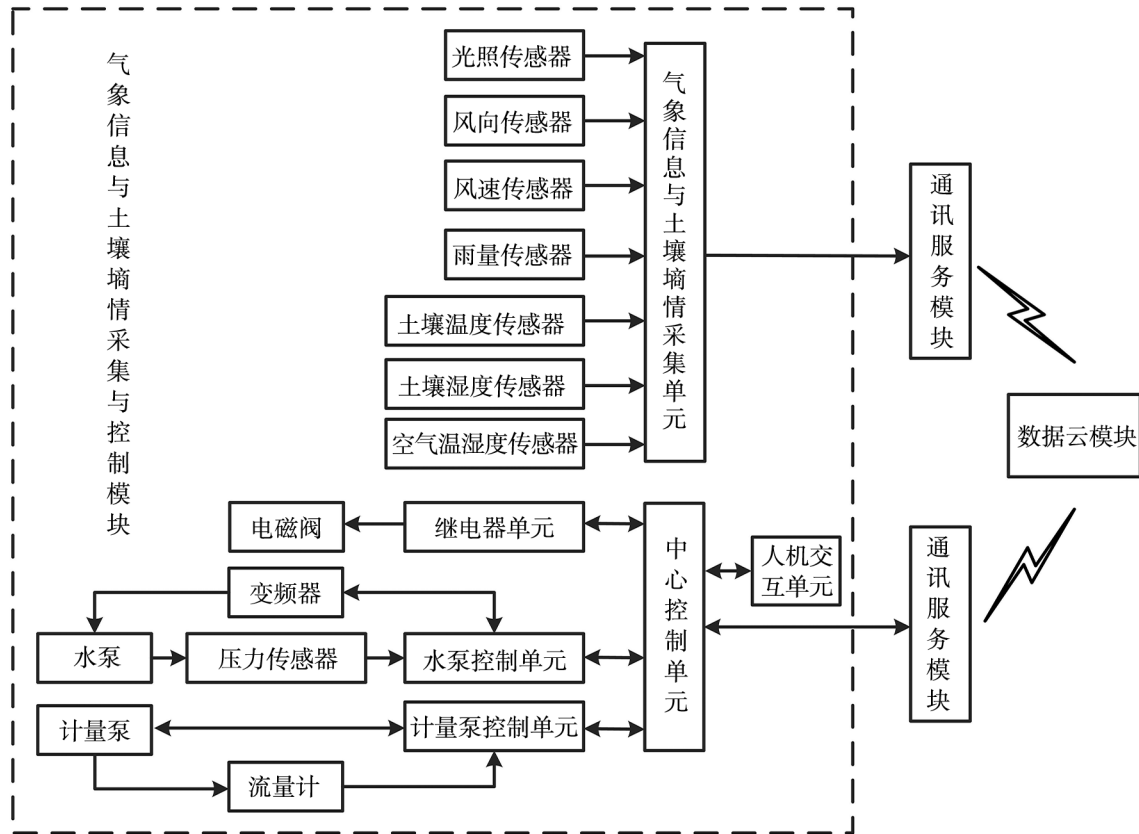 气象信息与土壤墒情采集与控制模块
光照传感器
风向传感器
风速传感器
雨量传感器
土壤温度传感器
土壤湿度传感器
空气温湿度传感器
气象信息与土壤墒情采集单元
通讯服务模块
数据云模块
电磁阀
继电器单元
变频器
水泵
压力传感器
水泵控制单元
计量泵
计量泵控制单元
流量计
中心控制单元
人机交
互单元
通讯服务模块